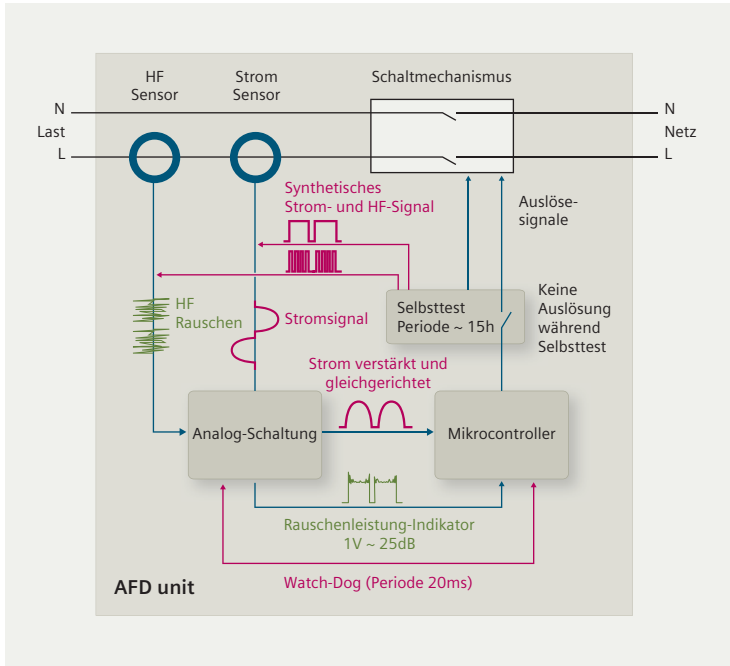 HF
Sensor
Strom
Sensor
Schaltmechanismus
N
Last
L
N
Netz
L
Synthetisches
Strom- und HF-Signal
Auslöse-
signale
HF
Rauschen
Stromsignal
Selbsttest
Periode ~ 15h
Keine
Auslösung
während
Selbsttest
Strom verstärkt und
gleichgerichtet
Analog-Schaltung
Mikrocontroller
Rauschenleistung-Indikator
1V ~ 25dB
Watch-Dog (Periode 20ms)
AFD unit